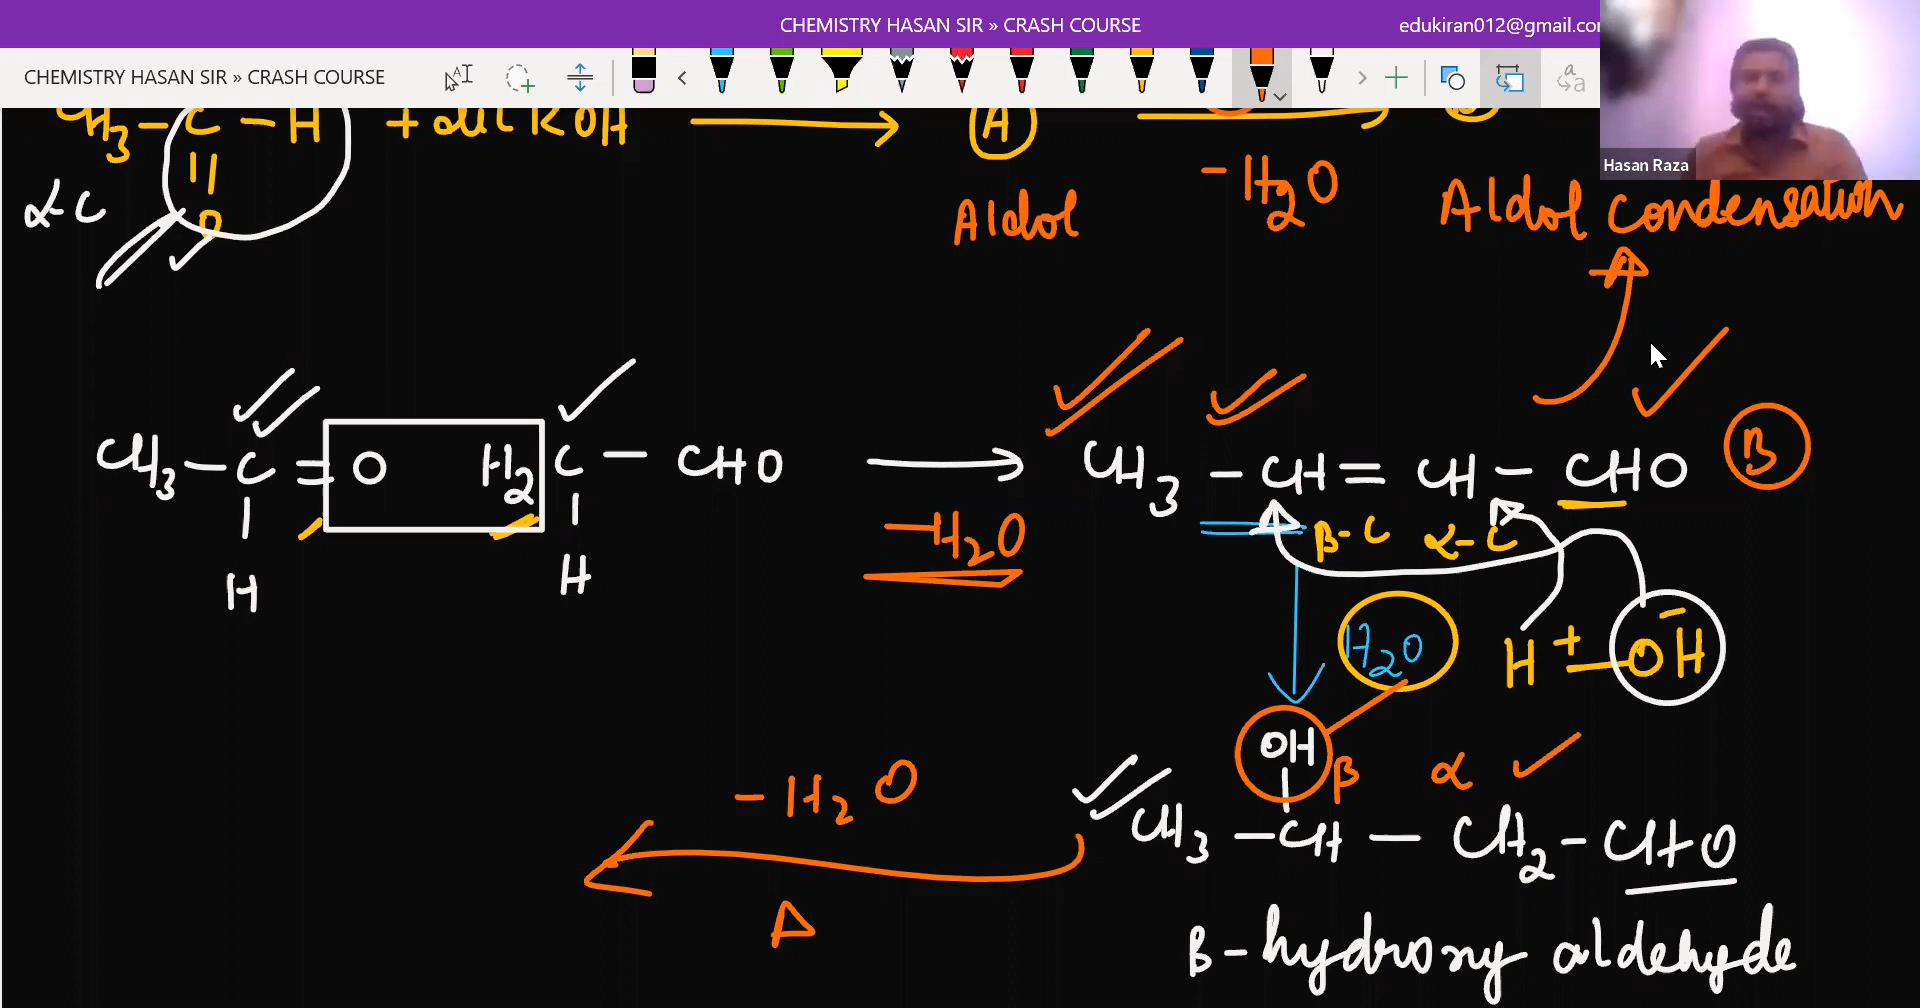 CHEMISTRY HASAN SIR » CRASH COURSE
edukiran012@gmail.co
CHEMISTRY HASAN SIR » CRASH COURSE
Hasan Raza
CH3 – C – H + dil KOH → A → 
O
α-C
Aldol
– H2O
Aldol condensation
CH3 – C = O H2C – CHO → CH3 – CH = CH – CHO B
– H2O
β-C α-C
H H
H2O H+ – OH–
OH β α
– H2O
CH3 – CH – CH2 – CHO
Δ
β-hydroxy aldehyde